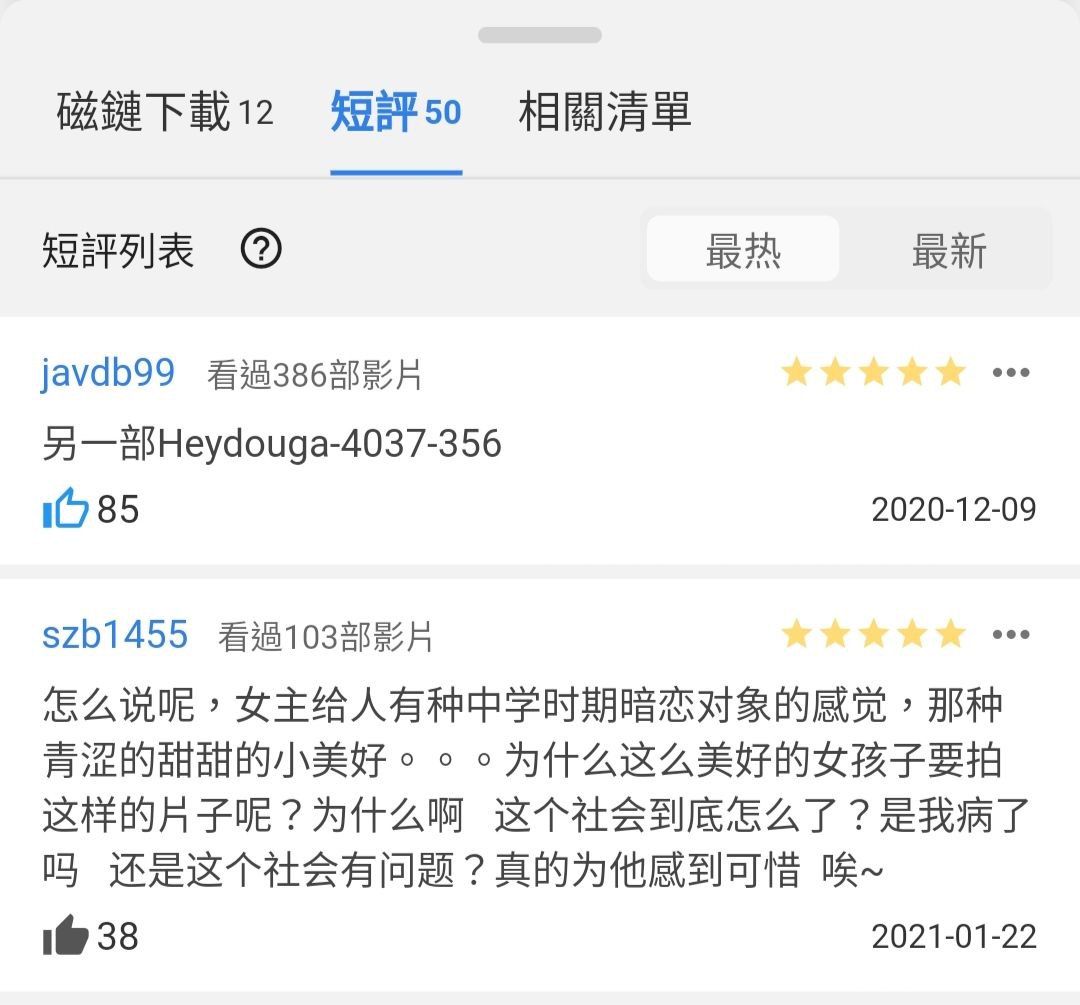 磁鏈下載 12 短評 50 相關清單
短評列表 ? 最热 最新
javdb99 看過386部影片
另一部Heydouga-4037-356
85 2020-12-09
szb1455 看過103部影片
怎么说呢，女主给人有种中学时期暗恋对象的感觉，那种
青涩的甜甜的小美好。。。为什么这么美好的女孩子要拍
这样的片子呢？为什么啊 这个社会到底怎么了？是我病了
吗 还是这个社会有问题？真的为他感到可惜 唉~
38 2021-01-22